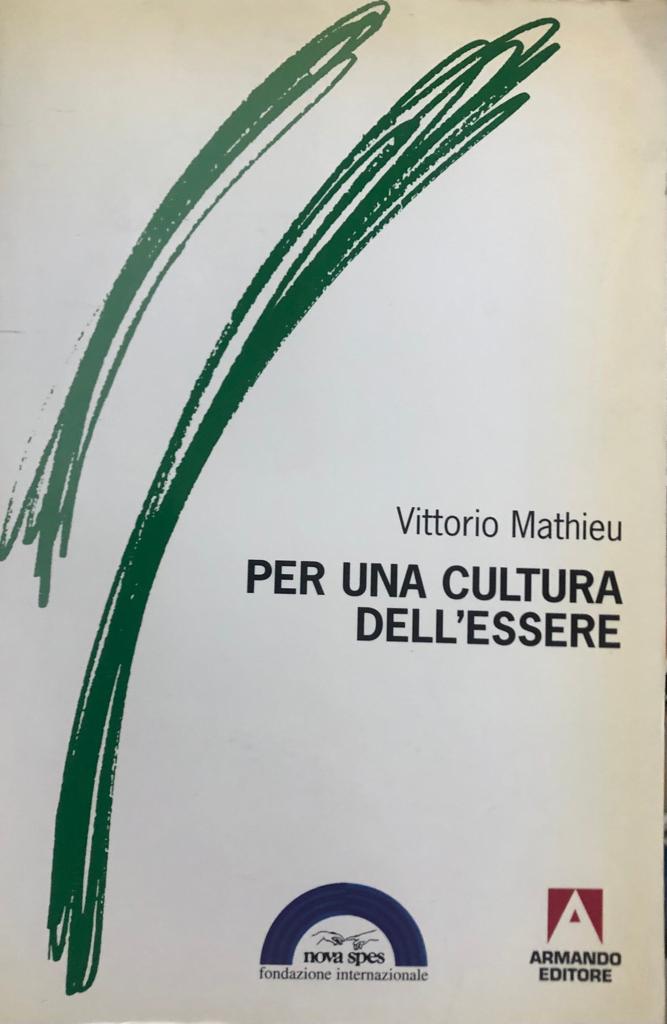 Vittorio Mathieu
PER UNA CULTURA
DELL'ESSERE
nova spes
fondazione internazionale
ARMANDO
EDITORE